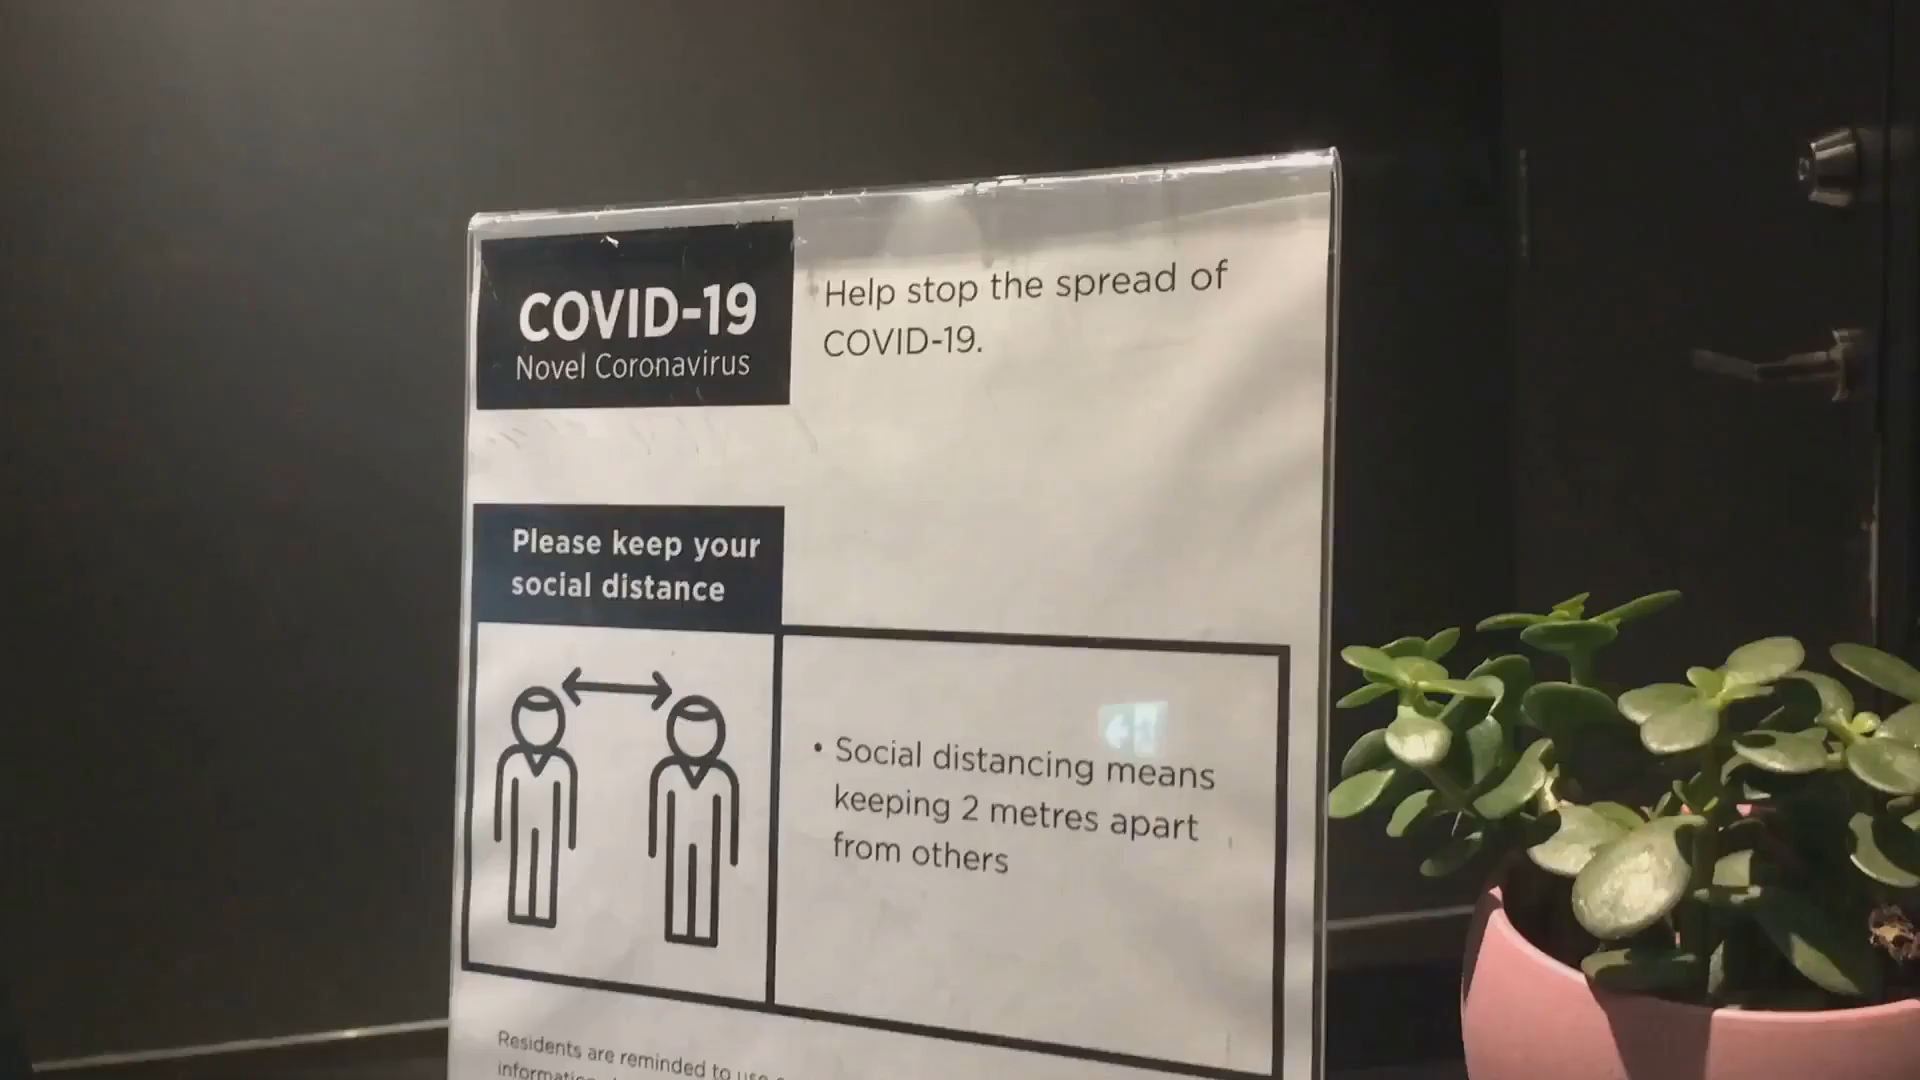 COVID-19
Novel Coronavirus
Help stop the spread of
COVID-19.
Please keep your
social distance
• Social distancing means
keeping 2 metres apart
from others
Residents are reminded to use